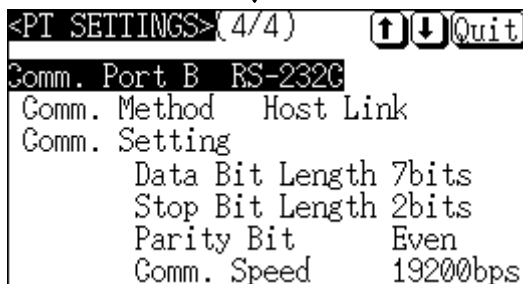 <PT SETTINGS>(4/4) ↑ ↓ Quit
Comm. Port B RS-232C
Comm. Method Host Link
Comm. Setting
Data Bit Length 7bits
Stop Bit Length 2bits
Parity Bit Even
Comm. Speed 19200bps